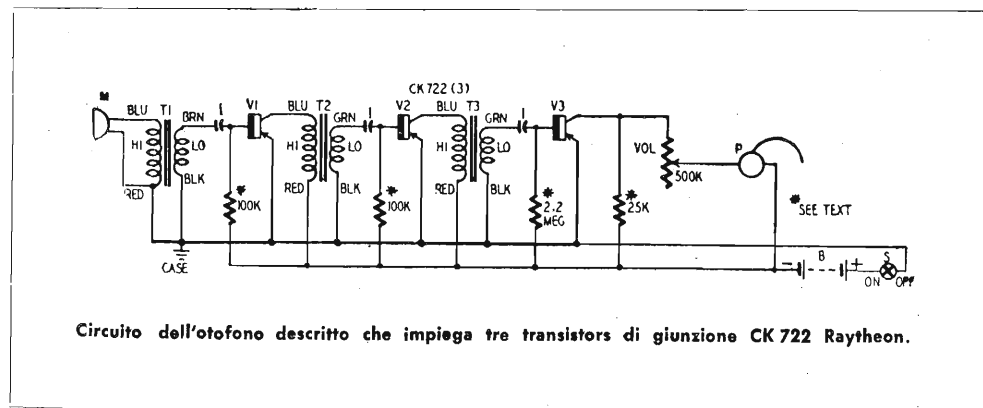 CK722 (3)
M
BLU T1 BRN 1 V1 BLU T2 GRN 1 V2 BLU T3 GRN 1 V3
HI LO HI LO HI LO VOL P
500K
RED BLK RED BLK RED BLK
*
100K
*
100K
*
2.2
MEG
*
25K
*
SEE TEXT
CASE
- B + S
ON OFF
Circuito dell'otofono descritto che impiega tre transistors di giunzione CK 722 Raytheon.